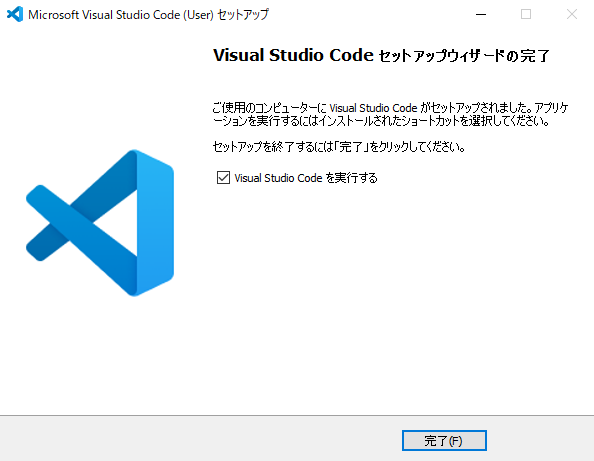 Microsoft Visual Studio Code (User) セットアップ
Visual Studio Code セットアップウィザードの完了
ご使用のコンピューターに Visual Studio Code がセットアップされました。アプリケ
ーションを実行するにはインストールされたショートカットを選択してください。
セットアップを終了するには「完了」をクリックしてください。
Visual Studio Code を実行する
完了(F)